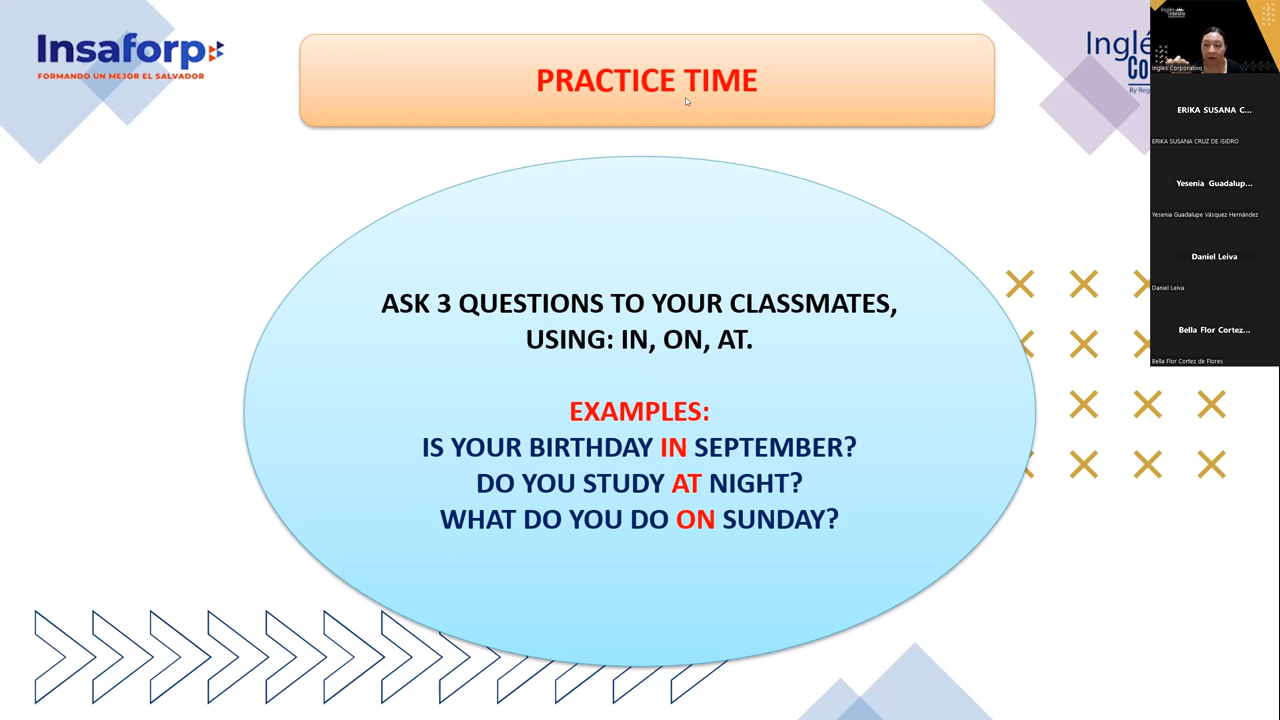 Insaforp
FORMANDO UN MEJOR EL SALVADOR
PRACTICE TIME
ASK 3 QUESTIONS TO YOUR CLASSMATES,
USING: IN, ON, AT.
EXAMPLES:
IS YOUR BIRTHDAY IN SEPTEMBER?
DO YOU STUDY AT NIGHT?
WHAT DO YOU DO ON SUNDAY?
Ingles Corporativo
ERIKA SUSANA C...
ERIKA SUSANA CRUZ DE ISIDRO
Yesenia Guadalup...
Yesenia Guadalupe Vásquez Hernández
Daniel Leiva
Daniel Leiva
Bella Flor Cortez...
Bella Flor Cortez de Flores